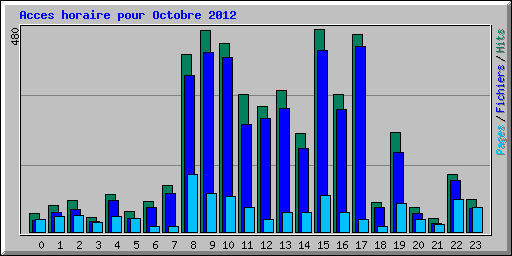 Acces horaire pour Octobre 2012
480
Pages / Fichiers / Hits
0 1 2 3 4 5 6 7 8 9 10 11 12 13 14 15 16 17 18 19 20 21 22 23